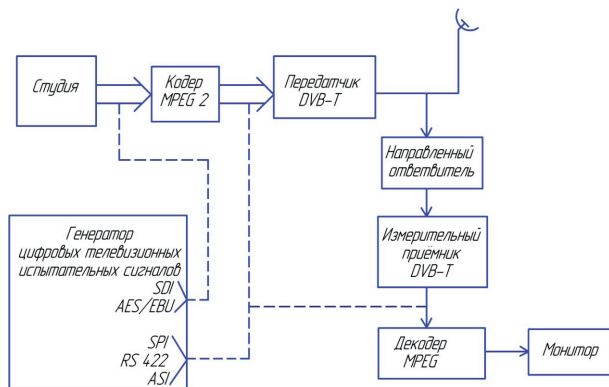 Студия
Кодер
MPEG 2
Передатчик
DVB-T
Направленный
ответвитель
Генератор
цифровых телевизионных
испытательных сигналов
SDI
AES/EBU
SPI
RS 422
ASI
Измерительный
приёмник
DVB-T
Декодер
MPEG
Монитор